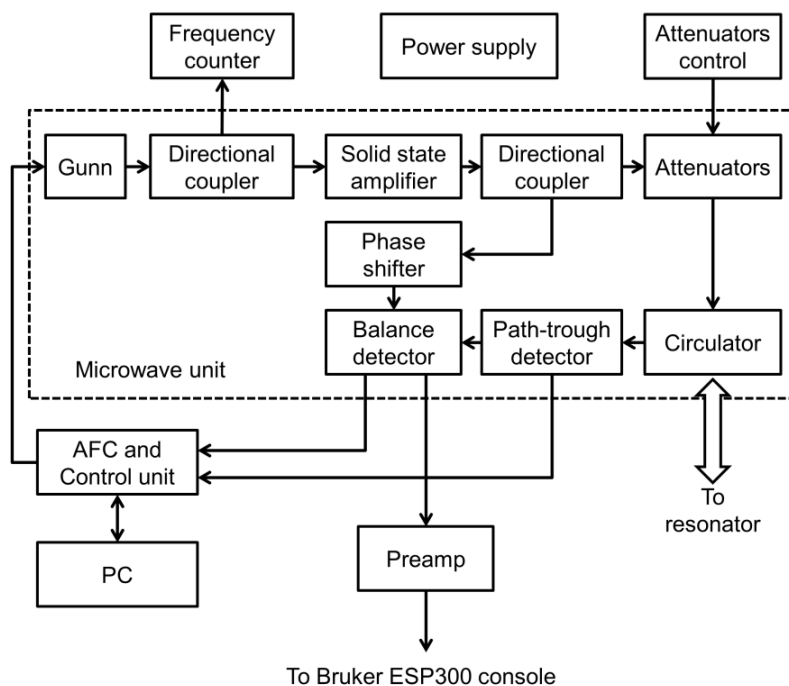 Frequency
counter
Power supply
Attenuators
control
Gunn
Directional
coupler
Solid state
amplifier
Directional
coupler
Attenuators
Phase
shifter
Balance
detector
Path-trough
detector
Circulator
Microwave unit
AFC and
Control unit
To
resonator
PC
Preamp
To Bruker ESP300 console